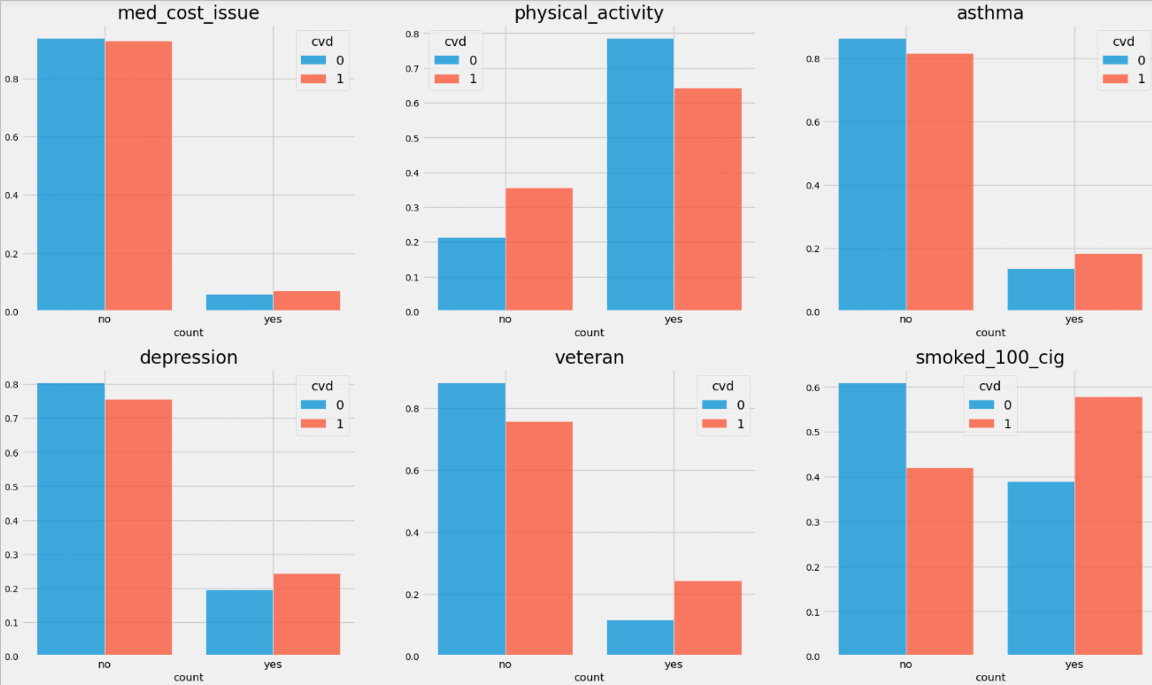 med_cost_issue
cvd
0
1
0.8
0.6
0.4
0.2
0.0
no yes
count
physical_activity
cvd
0
1
0.8
0.7
0.6
0.5
0.4
0.3
0.2
0.1
0.0
no yes
count
asthma
cvd
0
1
0.8
0.6
0.4
0.2
0.0
no yes
count
depression
cvd
0
1
0.8
0.7
0.6
0.5
0.4
0.3
0.2
0.1
0.0
no yes
count
veteran
cvd
0
1
0.8
0.6
0.4
0.2
0.0
no yes
count
smoked_100_cig
cvd
0
1
0.6
0.5
0.4
0.3
0.2
0.1
0.0
no yes
count